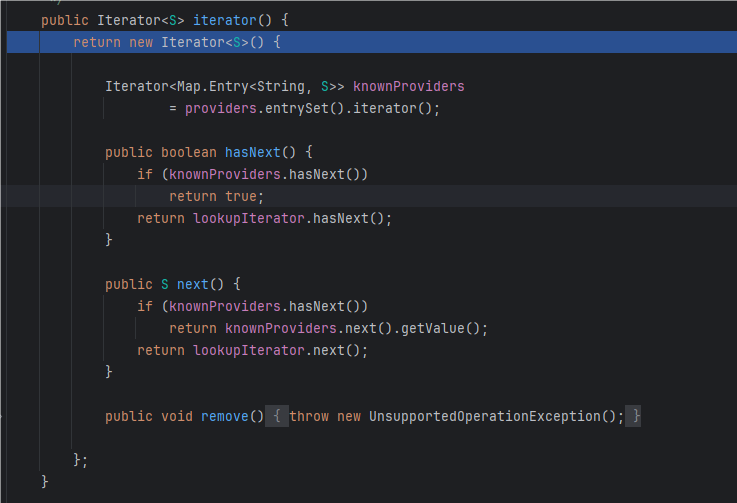 */
public Iterator<S> iterator() {
return new Iterator<S>() {
Iterator<Map.Entry<String, S>> knownProviders
= providers.entrySet().iterator();
public boolean hasNext() {
if (knownProviders.hasNext())
return true;
return lookupIterator.hasNext();
}
public S next() {
if (knownProviders.hasNext())
return knownProviders.next().getValue();
return lookupIterator.next();
}
public void remove() { throw new UnsupportedOperationException(); }
};
}